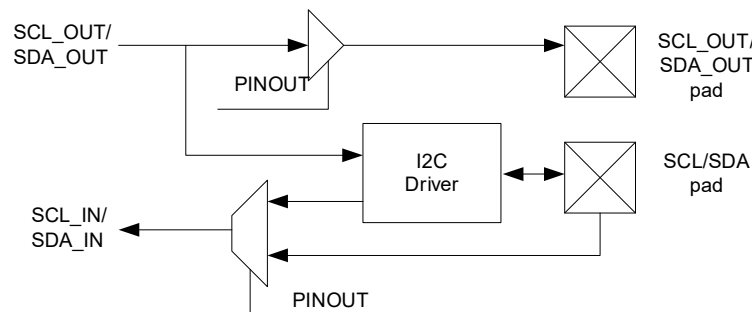 SCL_OUT/
SDA_OUT
SCL_OUT/
SDA_OUT
pad
PINOUT
I2C
Driver
SCL/SDA
pad
SCL_IN/
SDA_IN
PINOUT